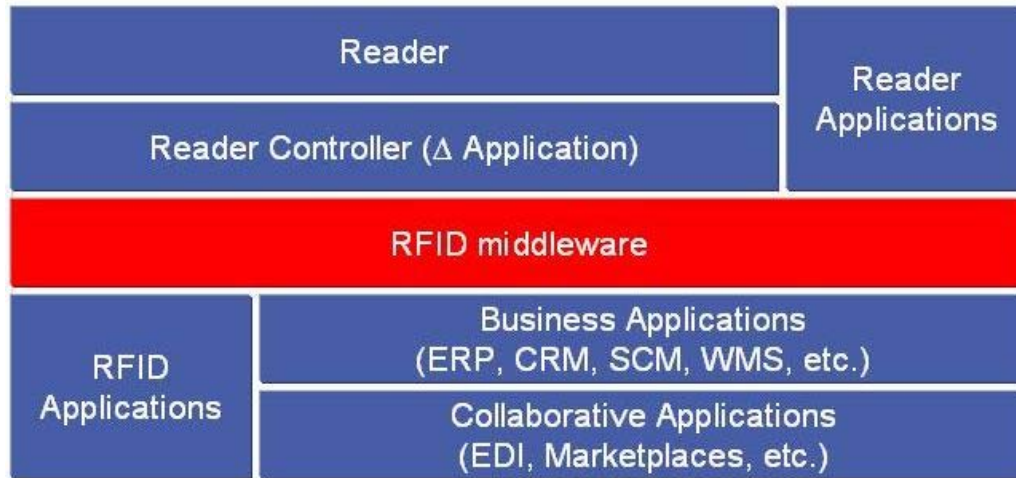 Reader
Reader
Applications
Reader Controller (Δ Application)
RFID middleware
RFID
Applications
Business Applications
(ERP, CRM, SCM, WMS, etc.)
Collaborative Applications
(EDI, Marketplaces, etc.)